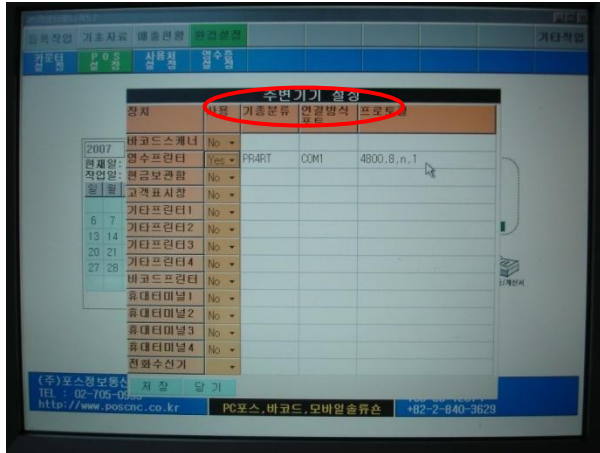 등록작업 기초자료 매출현황 환경설정 기타작업
카운터 설정 POS 설정 사용처 설정 영수증 설정
주변기기 설정
장치 사용 기종분류 연결방식 포트 프로토콜
바코드스캐너 No
영수프린터 Yes PR4RT COM1 4800,8,n,1
현금보관함 No
고객표시창 No
기타프린터1 No
기타프린터2 No
기타프린터3 No
기타프린터4 No
바코드프린터 No
휴대터미널1 No
휴대터미널2 No
휴대터미널3 No
휴대터미널4 No
전화수신기
2007
현재일:
작업일:
일 월
6 7
13 14
20 21
27 28
저장 닫기
(주)포스정보통신
TEL : 02-705-0
http://www.poscnc.co.kr
PC포스,바코드,모바일솔류숀
+82-2-840-3629